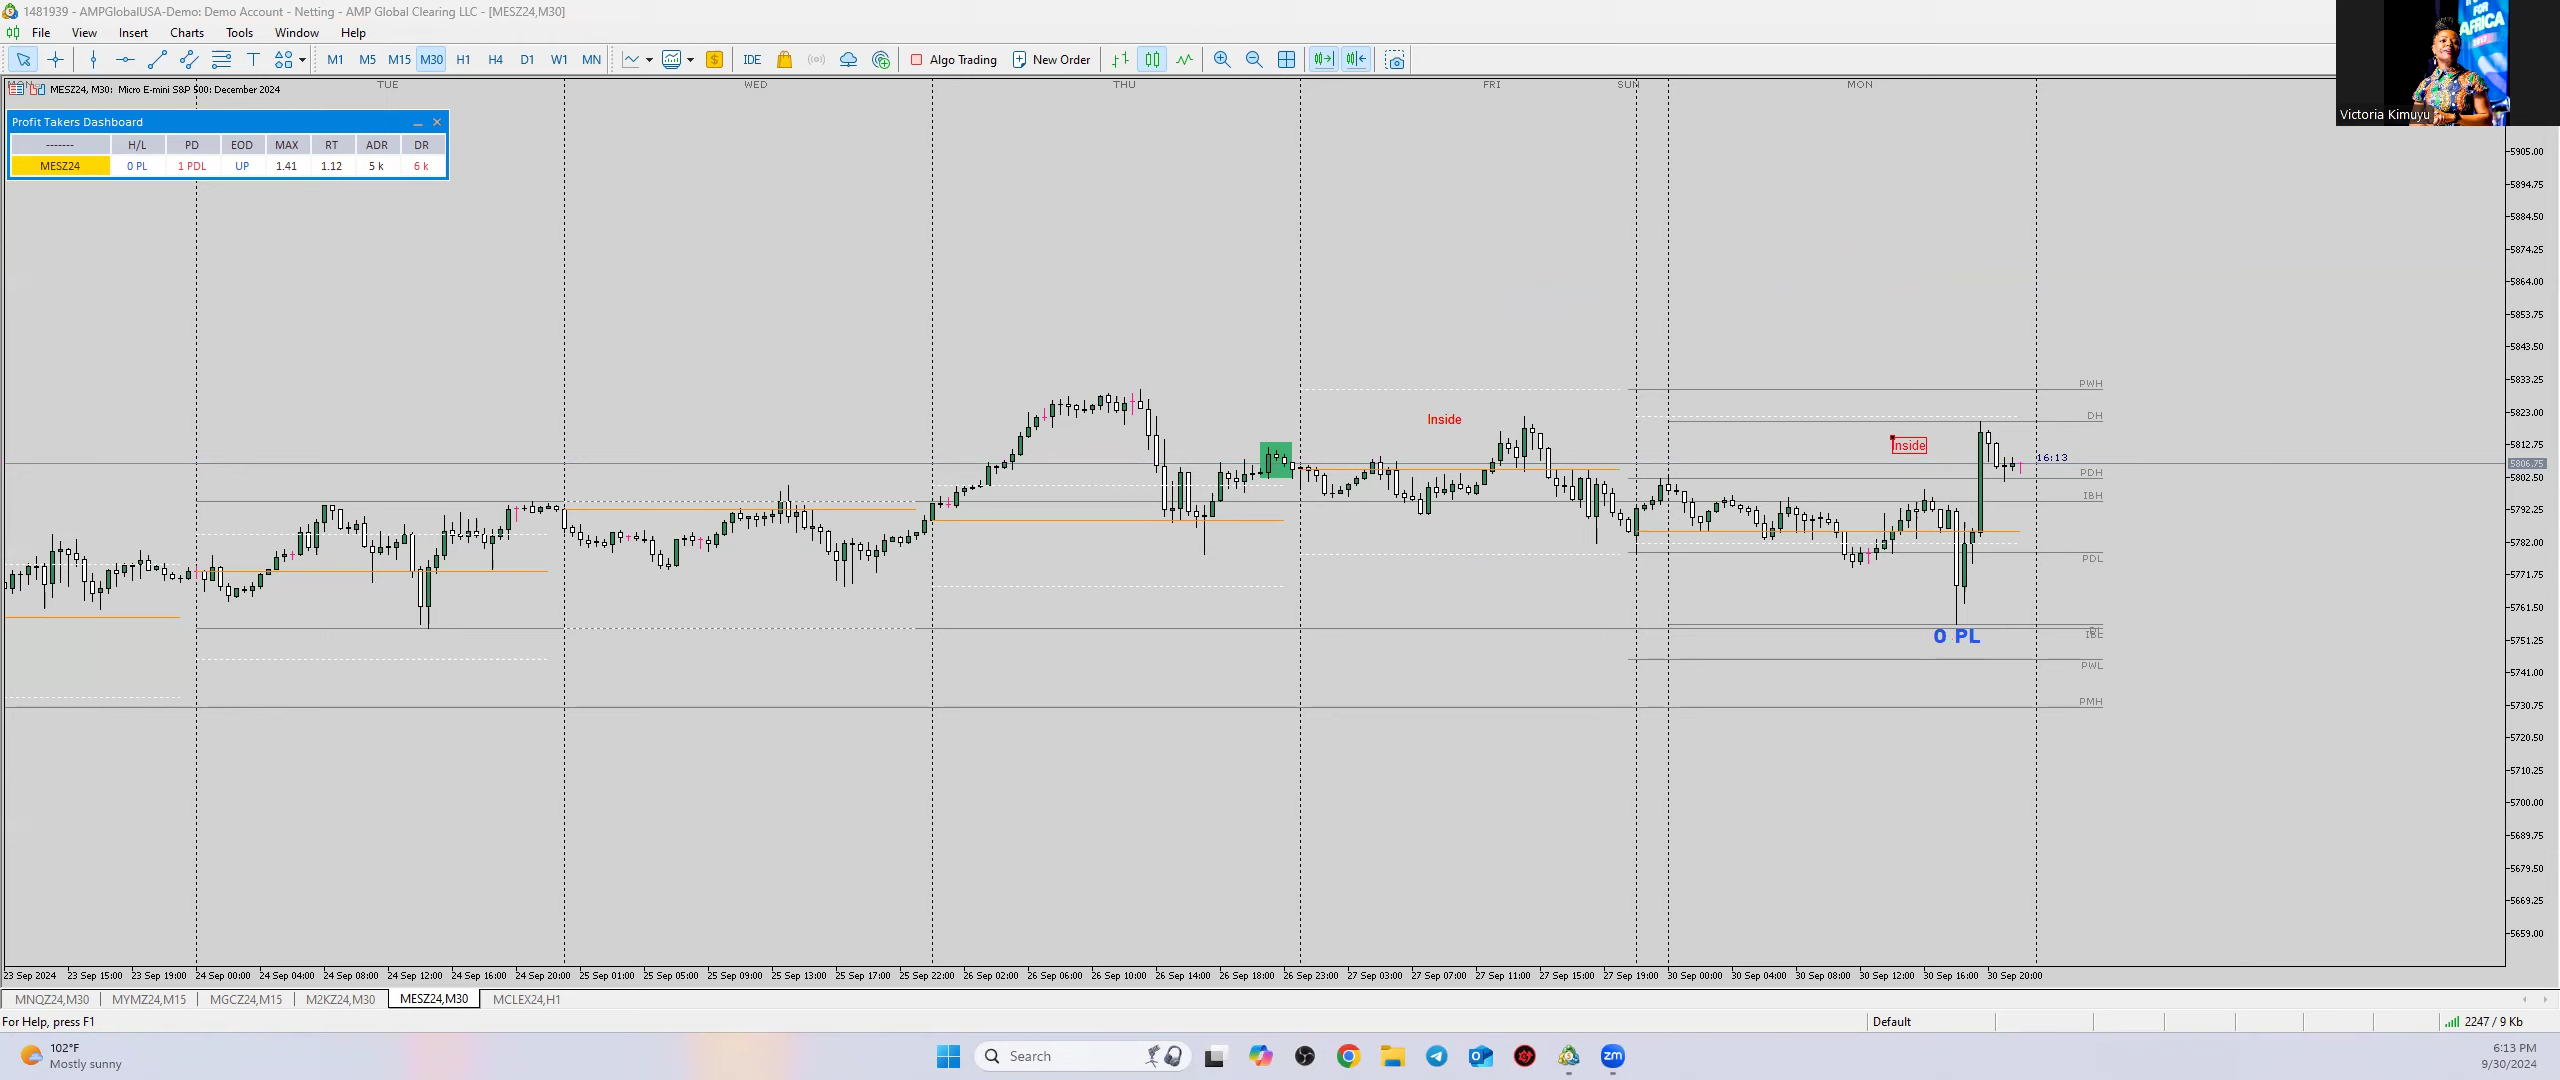 1481939 - AMPGlobalUSA-Demo: Demo Account - Netting - AMP Global Clearing LLC - [MESZ24,M30]
File View Insert Charts Tools Window Help
M1 M5 M15 M30 H1 H4 D1 W1 MN IDE Algo Trading New Order
FOR
AFRICA
Victoria Kimuyu
TUE WED THU FRI SUN MON
MESZ24, M30: Micro E-mini S&P 500: December 2024
Profit Takers Dashboard
------- H/L PD EOD MAX RT ADR DR
MESZ24 0 PL 1 PDL UP 1.41 1.12 5 k 6 k
5905.00
5894.75
5884.50
5874.25
5864.00
5853.75
5843.50
PWH
5833.25
DH
5823.00
Inside
Inside
5812.75
16:13
5806.75
PDH
5802.50
IBH
5792.25
5782.00
PDL
5771.75
5761.50
0 PL
IBL
5751.25
PWL
5741.00
PMH
5730.75
5720.50
5710.25
5700.00
5689.75
5679.50
5669.25
5659.00
23 Sep 2024 23 Sep 15:00 23 Sep 19:00 24 Sep 00:00 24 Sep 04:00 24 Sep 08:00 24 Sep 12:00 24 Sep 16:00 24 Sep 20:00 25 Sep 01:00 25 Sep 05:00 25 Sep 09:00 25 Sep 13:00 25 Sep 17:00 25 Sep 22:00 26 Sep 02:00 26 Sep 06:00 26 Sep 10:00 26 Sep 14:00 26 Sep 18:00 26 Sep 23:00 27 Sep 03:00 27 Sep 07:00 27 Sep 11:00 27 Sep 15:00 27 Sep 19:00 30 Sep 00:00 30 Sep 04:00 30 Sep 08:00 30 Sep 12:00 30 Sep 16:00 30 Sep 20:00
MNQZ24,M30 MYMZ24,M15 MGCZ24,M15 M2KZ24,M30 MESZ24,M30 MCLEX24,H1
For Help, press F1
Default
2247 / 9 Kb
102°F
Mostly sunny
Search
zm
6:13 PM
9/30/2024